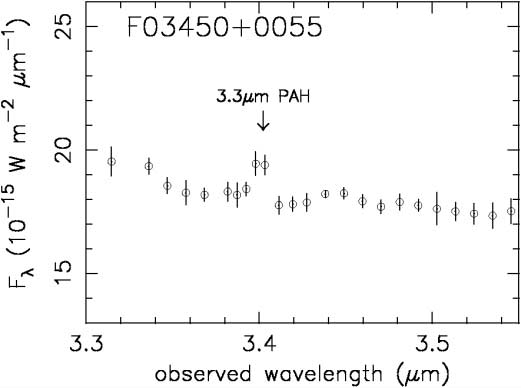 F03450+0055
3.3μm PAH
25
20
15
F_λ (10^−15 W m^−2 μm^−1)
3.3 3.4 3.5
observed wavelength (μm)